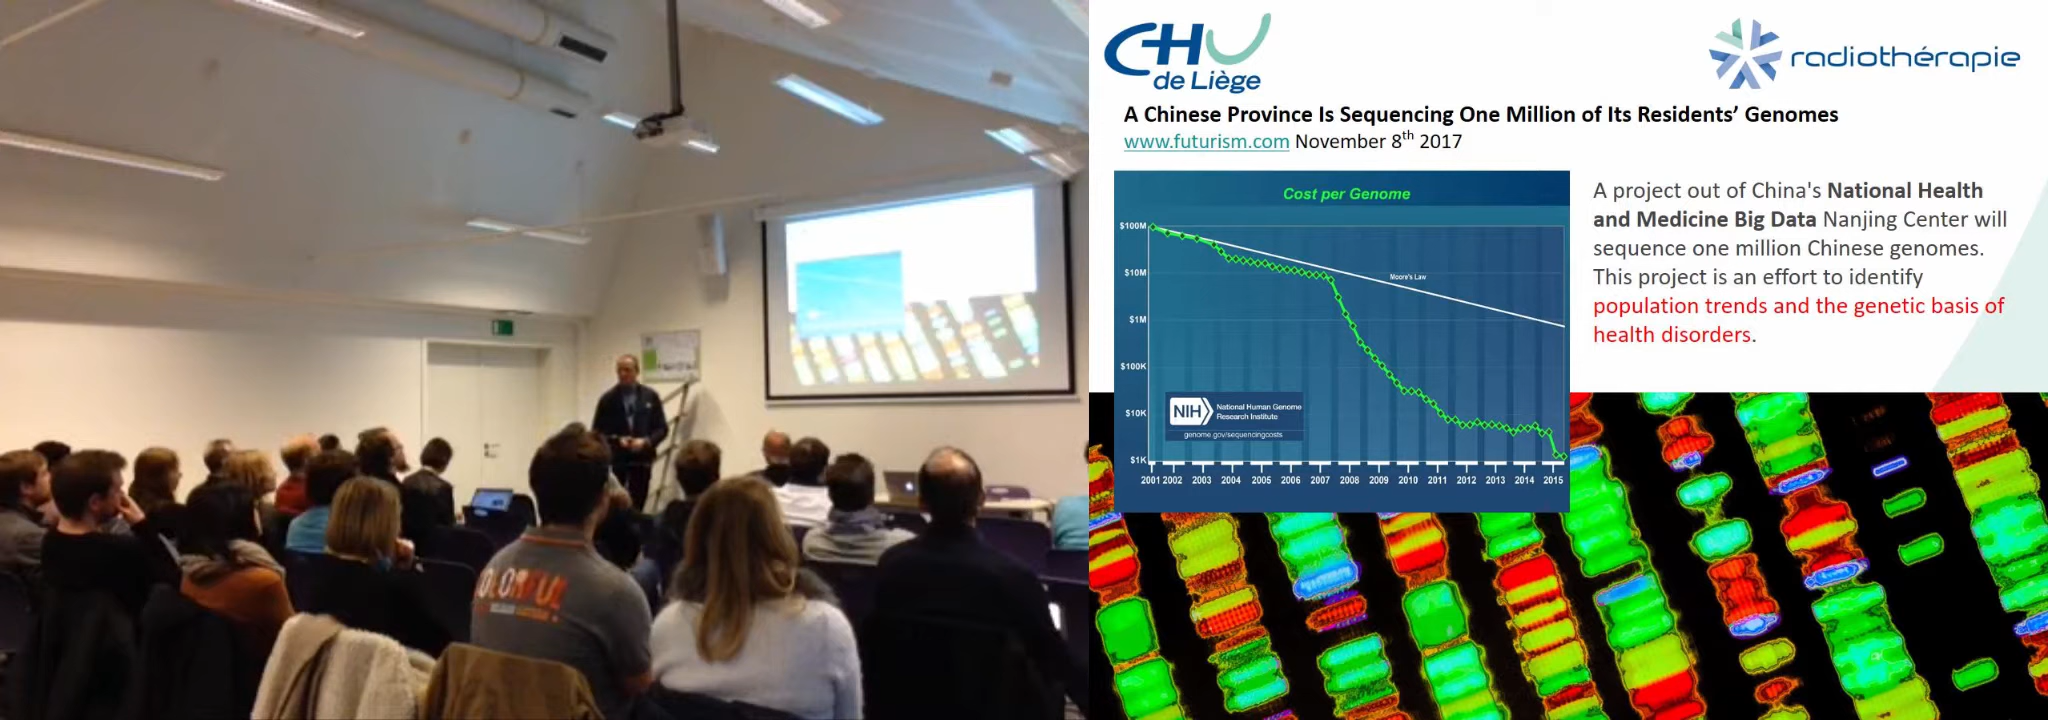 COLORFUL
CHU
de Liège
radiothérapie
A Chinese Province Is Sequencing One Million of Its Residents’ Genomes
www.futurism.com November 8th 2017
Cost per Genome
$100M
$10M
$1M
$100K
$10K
$1K
Moore's Law
NIH
National Human Genome
Research Institute
genome.gov/sequencingcosts
2001 2002 2003 2004 2005 2006 2007 2008 2009 2010 2011 2012 2013 2014 2015
A project out of China's National Health
and Medicine Big Data Nanjing Center will
sequence one million Chinese genomes.
This project is an effort to identify
population trends and the genetic basis of
health disorders.